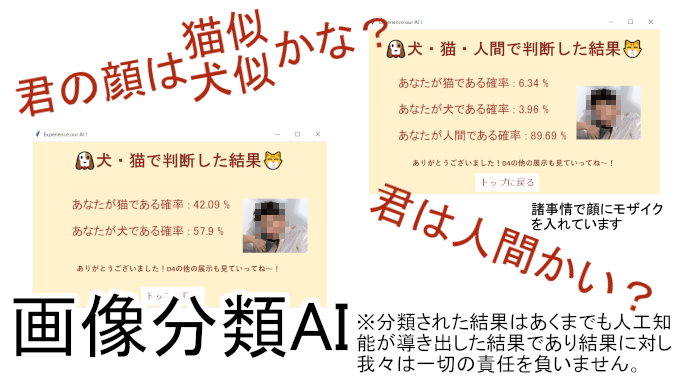 君の顔は猫似かな？
犬似
Experience our AI !
犬・猫・人間で判断した結果
あなたが猫である確率 : 6.34 %
あなたが犬である確率 : 3.96 %
あなたが人間である確率 : 89.69 %
ありがとうございました！D4の他の展示も見ていってね～！
トップに戻る
Experience our AI !
犬・猫で判断した結果
あなたが猫である確率 : 42.09 %
あなたが犬である確率 : 57.9 %
ありがとうございました！D4の他の展示も見ていってね～！
諸事情で顔にモザイク
を入れています
君は人間かい？
画像分類AI
※分類された結果はあくまでも人工知
能が導き出した結果であり結果に対し
我々は一切の責任を負いません。